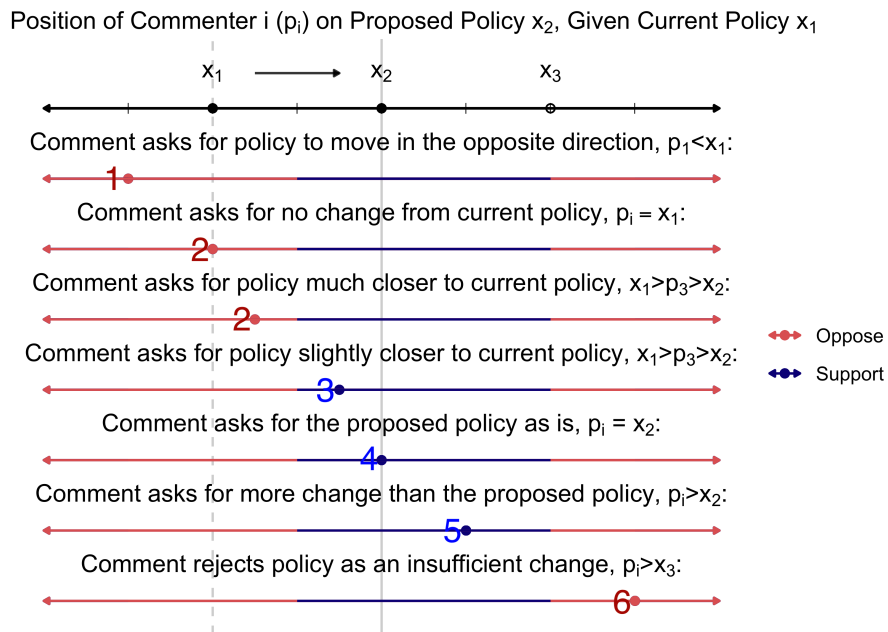 Position of Commenter i (pᵢ) on Proposed Policy x₂, Given Current Policy x₁
x₁ x₂ x₃
Comment asks for policy to move in the opposite direction, p₁<x₁:
1
Comment asks for no change from current policy, pᵢ = x₁:
2
Comment asks for policy much closer to current policy, x₁>p₃>x₂:
2
Oppose
Comment asks for policy slightly closer to current policy, x₁>p₃>x₂:
Support
3
Comment asks for the proposed policy as is, pᵢ = x₂:
4
Comment asks for more change than the proposed policy, pᵢ>x₂:
5
Comment rejects policy as an insufficient change, pᵢ>x₃:
6